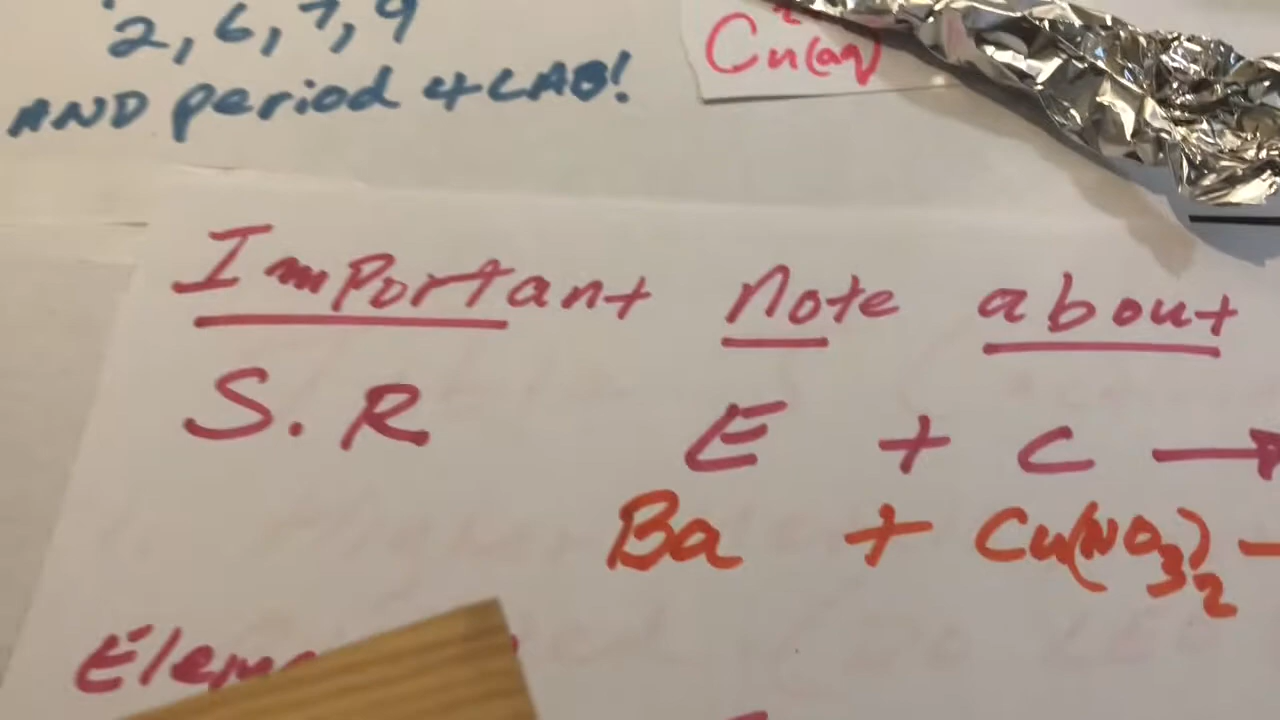 2, 6, 7, 9
AND period 4 LAB!
Cu(aq)
Important Note about
S. R E + C →
Ba + Cu(NO3)2 -